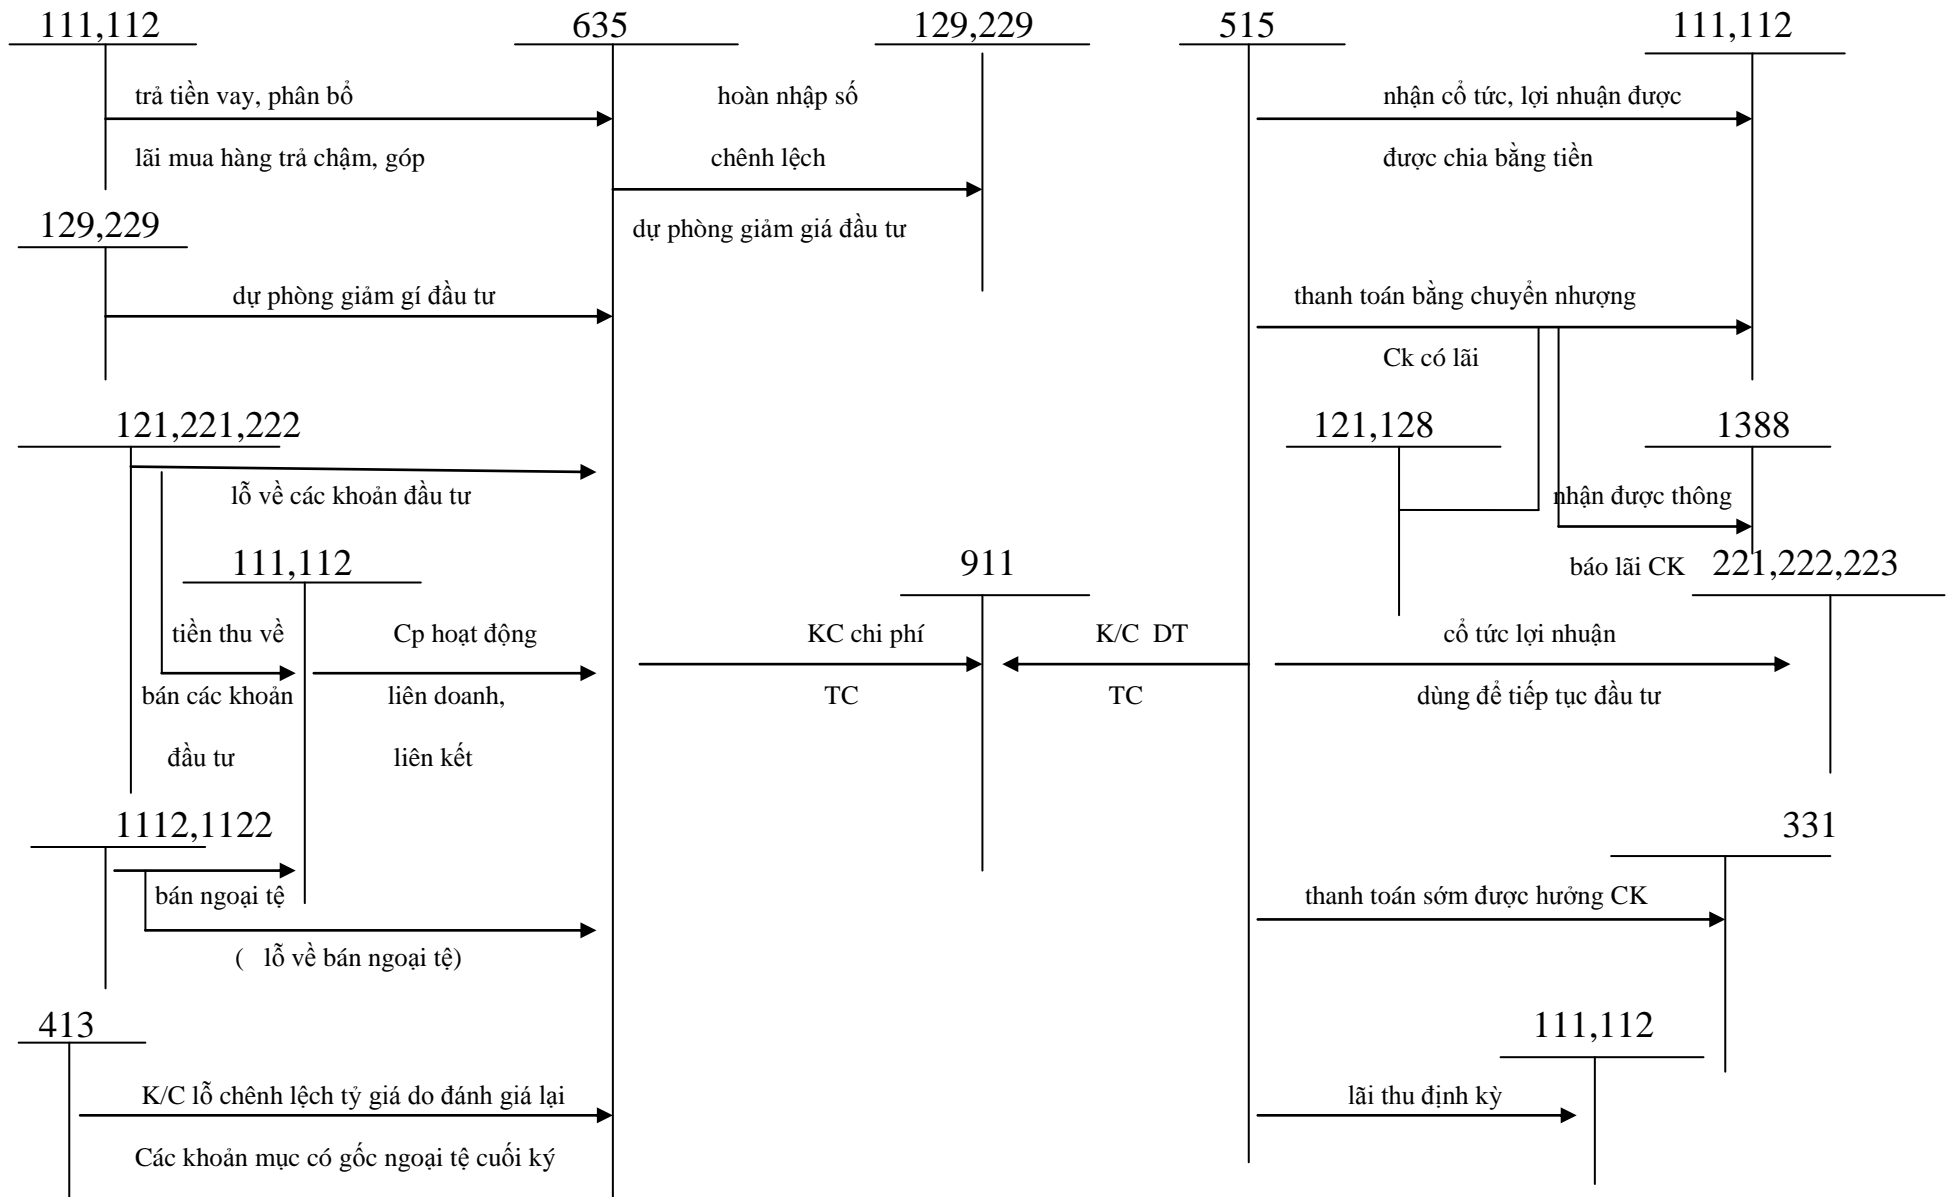 111,112
635
129,229
515
111,112
trả tiền vay, phân bổ
hoàn nhập số
nhận cổ tức, lợi nhuận được
lãi mua hàng trả chậm, góp
chênh lệch
được chia bằng tiền
129,229
dự phòng giảm giá đầu tư
dự phòng giảm gí đầu tư
thanh toán bằng chuyển nhượng
Ck có lãi
121,221,222
121,128
1388
lỗ về các khoản đầu tư
nhận được thông
111,112
911
báo lãi CK
221,222,223
tiền thu về
Cp hoạt động
KC chi phí
K/C DT
cổ tức lợi nhuận
bán các khoản
liên doanh,
TC
TC
dùng để tiếp tục đầu tư
đầu tư
liên kết
1112,1122
331
bán ngoại tệ
thanh toán sớm được hưởng CK
( lỗ về bán ngoại tệ)
413
111,112
K/C lỗ chênh lệch tỷ giá do đánh giá lại
lãi thu định kỳ
Các khoản mục có gốc ngoại tệ cuối ký